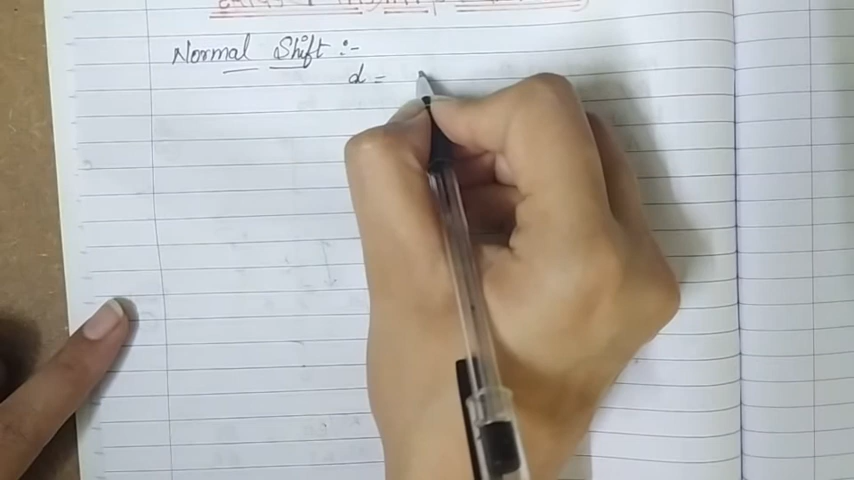 Normal Shift :-
d =